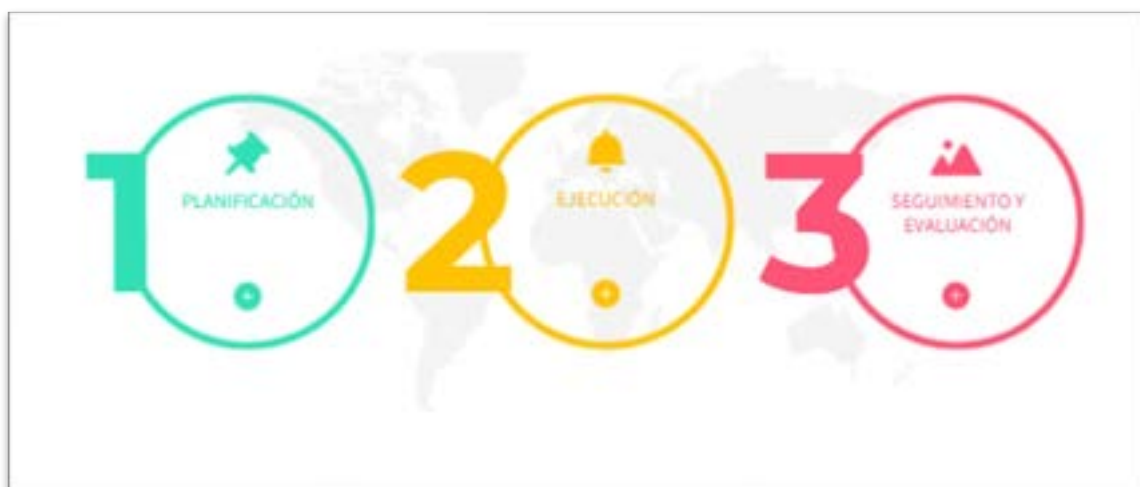 1
PLANIFICACIÓN
2
EJECUCIÓN
3
SEGUIMIENTO Y
EVALUACIÓN